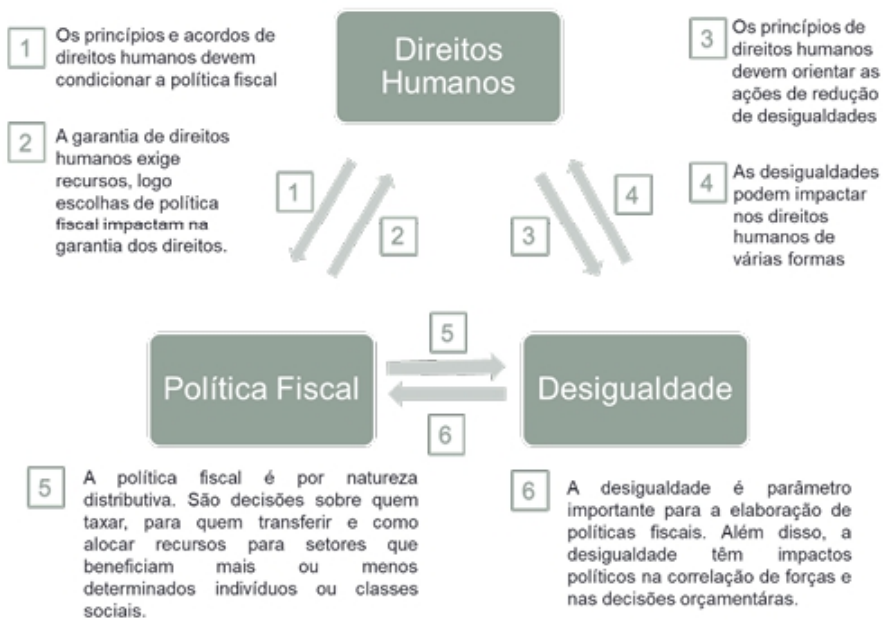 1
Os princípios e acordos de
direitos humanos devem
condicionar a política fiscal
2
A garantia de direitos
humanos exige
recursos, logo
escolhas de política
fiscal impactam na
garantia dos direitos.
Direitos
Humanos
3
Os princípios de
direitos humanos
devem orientar as
ações de redução
de desigualdades
4
As desigualdades
podem impactar
nos direitos
humanos de
várias formas
1
2
3
4
Política Fiscal
5
6
Desigualdade
5
A política fiscal é por natureza
distributiva. São decisões sobre quem
taxar, para quem transferir e como
alocar recursos para setores que
beneficiam mais ou menos
determinados indivíduos ou classes
sociais.
6
A desigualdade é parâmetro
importante para a elaboração de
políticas fiscais. Além disso, a
desigualdade têm impactos
políticos na correlação de forças e
nas decisões orçamentáras.